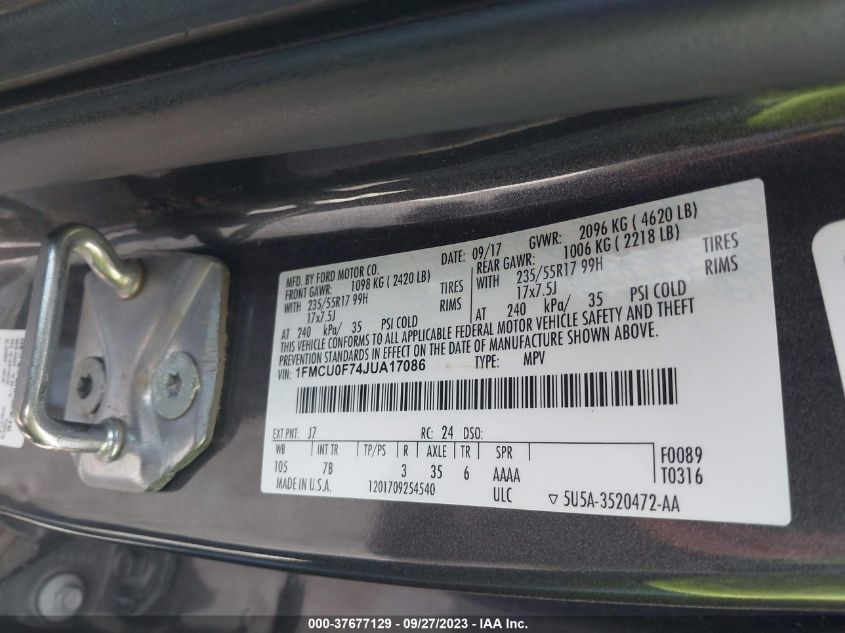 MFD. BY FORD MOTOR CO.
DATE: 09/17 GVWR: 2096 KG ( 4620 LB)
FRONT GAWR: 1098 KG ( 2420 LB) REAR GAWR: 1006 KG ( 2218 LB)
WITH 235/55R17 99H TIRES WITH 235/55R17 99H TIRES
17x7.5J RIMS 17x7.5J RIMS
AT 240 kPa/ 35 PSI COLD AT 240 kPa/ 35 PSI COLD
THIS VEHICLE CONFORMS TO ALL APPLICABLE FEDERAL MOTOR VEHICLE SAFETY AND THEFT
PREVENTION STANDARDS IN EFFECT ON THE DATE OF MANUFACTURE SHOWN ABOVE.
VIN: 1FMCU0F74JUA17086 TYPE: MPV
EXT PNT: J7 RC: 24 DSO:
WB INT TR TP/PS R AXLE TR SPR F0089
105 7B 3 35 6 AAAA T0316
MADE IN U.S.A. 1201709254540 ULC ▽ 5U5A-3520472-AA
000-37677129 - 09/27/2023 - IAA Inc.